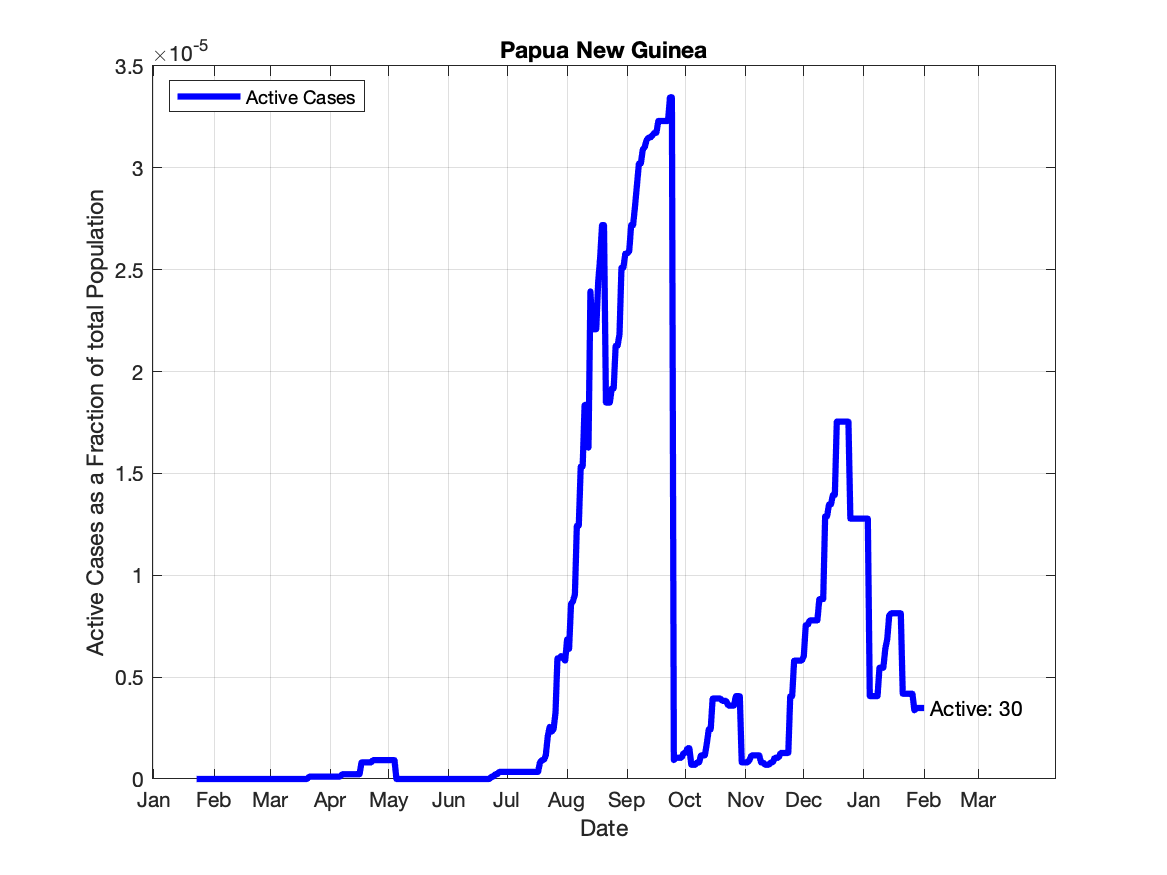 Papua New Guinea
×10-5
Active Cases
3.5
3
2.5
2
1.5
1
0.5
0
Active Cases as a Fraction of total Population
Active: 30
Jan Feb Mar Apr May Jun Jul Aug Sep Oct Nov Dec Jan Feb Mar
Date